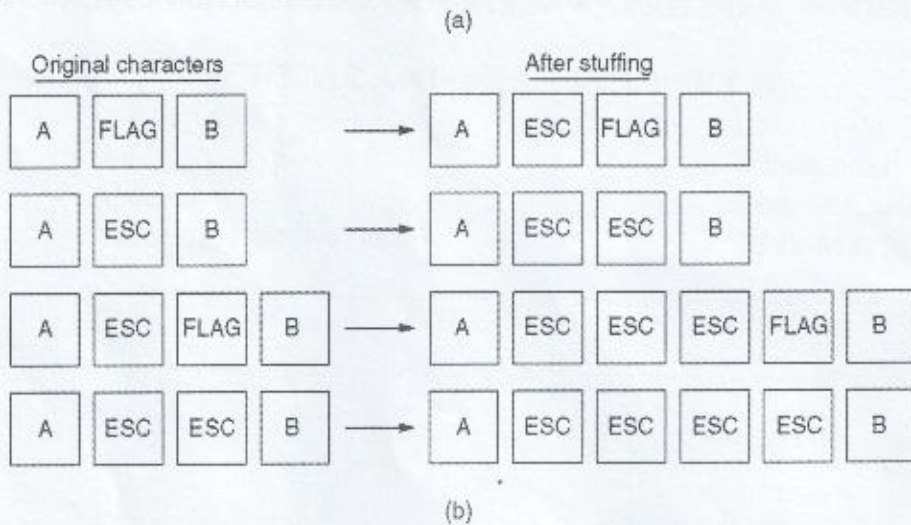 (a)
Original characters After stuffing
A FLAG B A ESC FLAG B
A ESC B A ESC ESC B
A ESC FLAG B A ESC ESC ESC FLAG B
A ESC ESC B A ESC ESC ESC ESC B
(b)